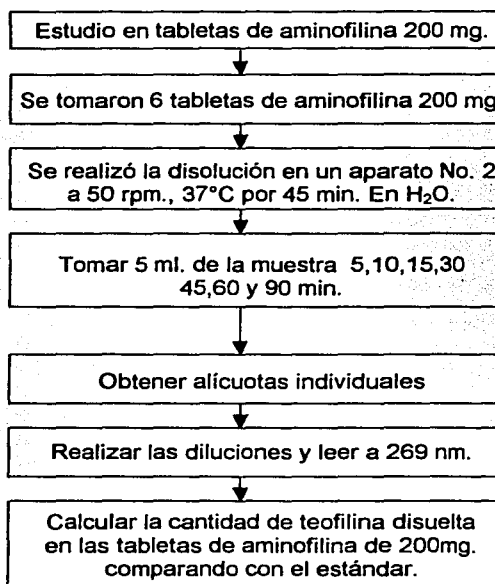 Estudio en tabletas de aminofilina 200 mg.
Se tomaron 6 tabletas de aminofilina 200 mg
Se realizó la disolución en un aparato No. 2
a 50 rpm., 37°C por 45 min. En H₂O.
Tomar 5 ml. de la muestra 5,10,15,30
45,60 y 90 min.
Obtener alícuotas individuales
Realizar las diluciones y leer a 269 nm.
Calcular la cantidad de teofilina disuelta
en las tabletas de aminofilina de 200mg.
comparando con el estándar.